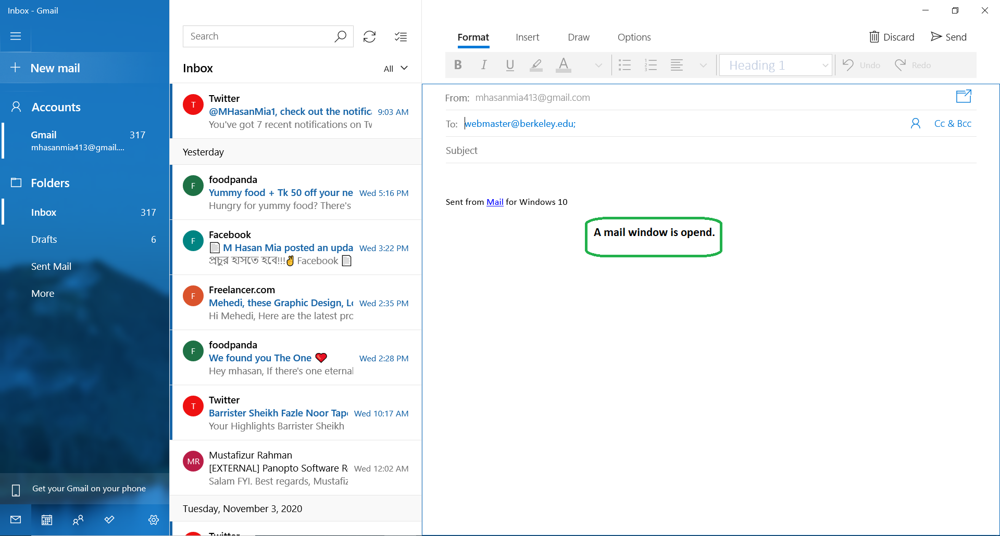 Inbox - Gmail
New mail
Accounts
Gmail 317
mhasanmia413@gmail....
Folders
Inbox 317
Drafts 6
Sent Mail
More
Get your Gmail on your phone
Search
Inbox
All
T
Twitter
@MHasanMia1, check out the notifica 9:03 AM
You've got 7 recent notifications on Tw
Yesterday
F
foodpanda
Yummy food + Tk 50 off your ne Wed 5:16 PM
Hungry for yummy food? There's
F
Facebook
📄 M Hasan Mia posted an upda Wed 3:22 PM
প্রচুর হাসতে হবে!!!✌ Facebook 📄
F
Freelancer.com
Mehedi, these Graphic Design, Lo Wed 2:35 PM
Hi Mehedi, Here are the latest pro
F
foodpanda
We found you The One ❤ Wed 2:28 PM
Hey mhasan, If there's one eternal
T
Twitter
Barrister Sheikh Fazle Noor Tapo Wed 10:17 AM
Your Highlights Barrister Sheikh
MR
Mustafizur Rahman
[EXTERNAL] Panopto Software R Wed 12:02 AM
Salam FYI. Best regards, Mustafiz
Tuesday, November 3, 2020
Twitter
Format Insert Draw Options Discard Send
B I U A Heading 1 Undo Redo
From: mhasanmia413@gmail.com
To: webmaster@berkeley.edu; Cc & Bcc
Subject
Sent from Mail for Windows 10
A mail window is opend.